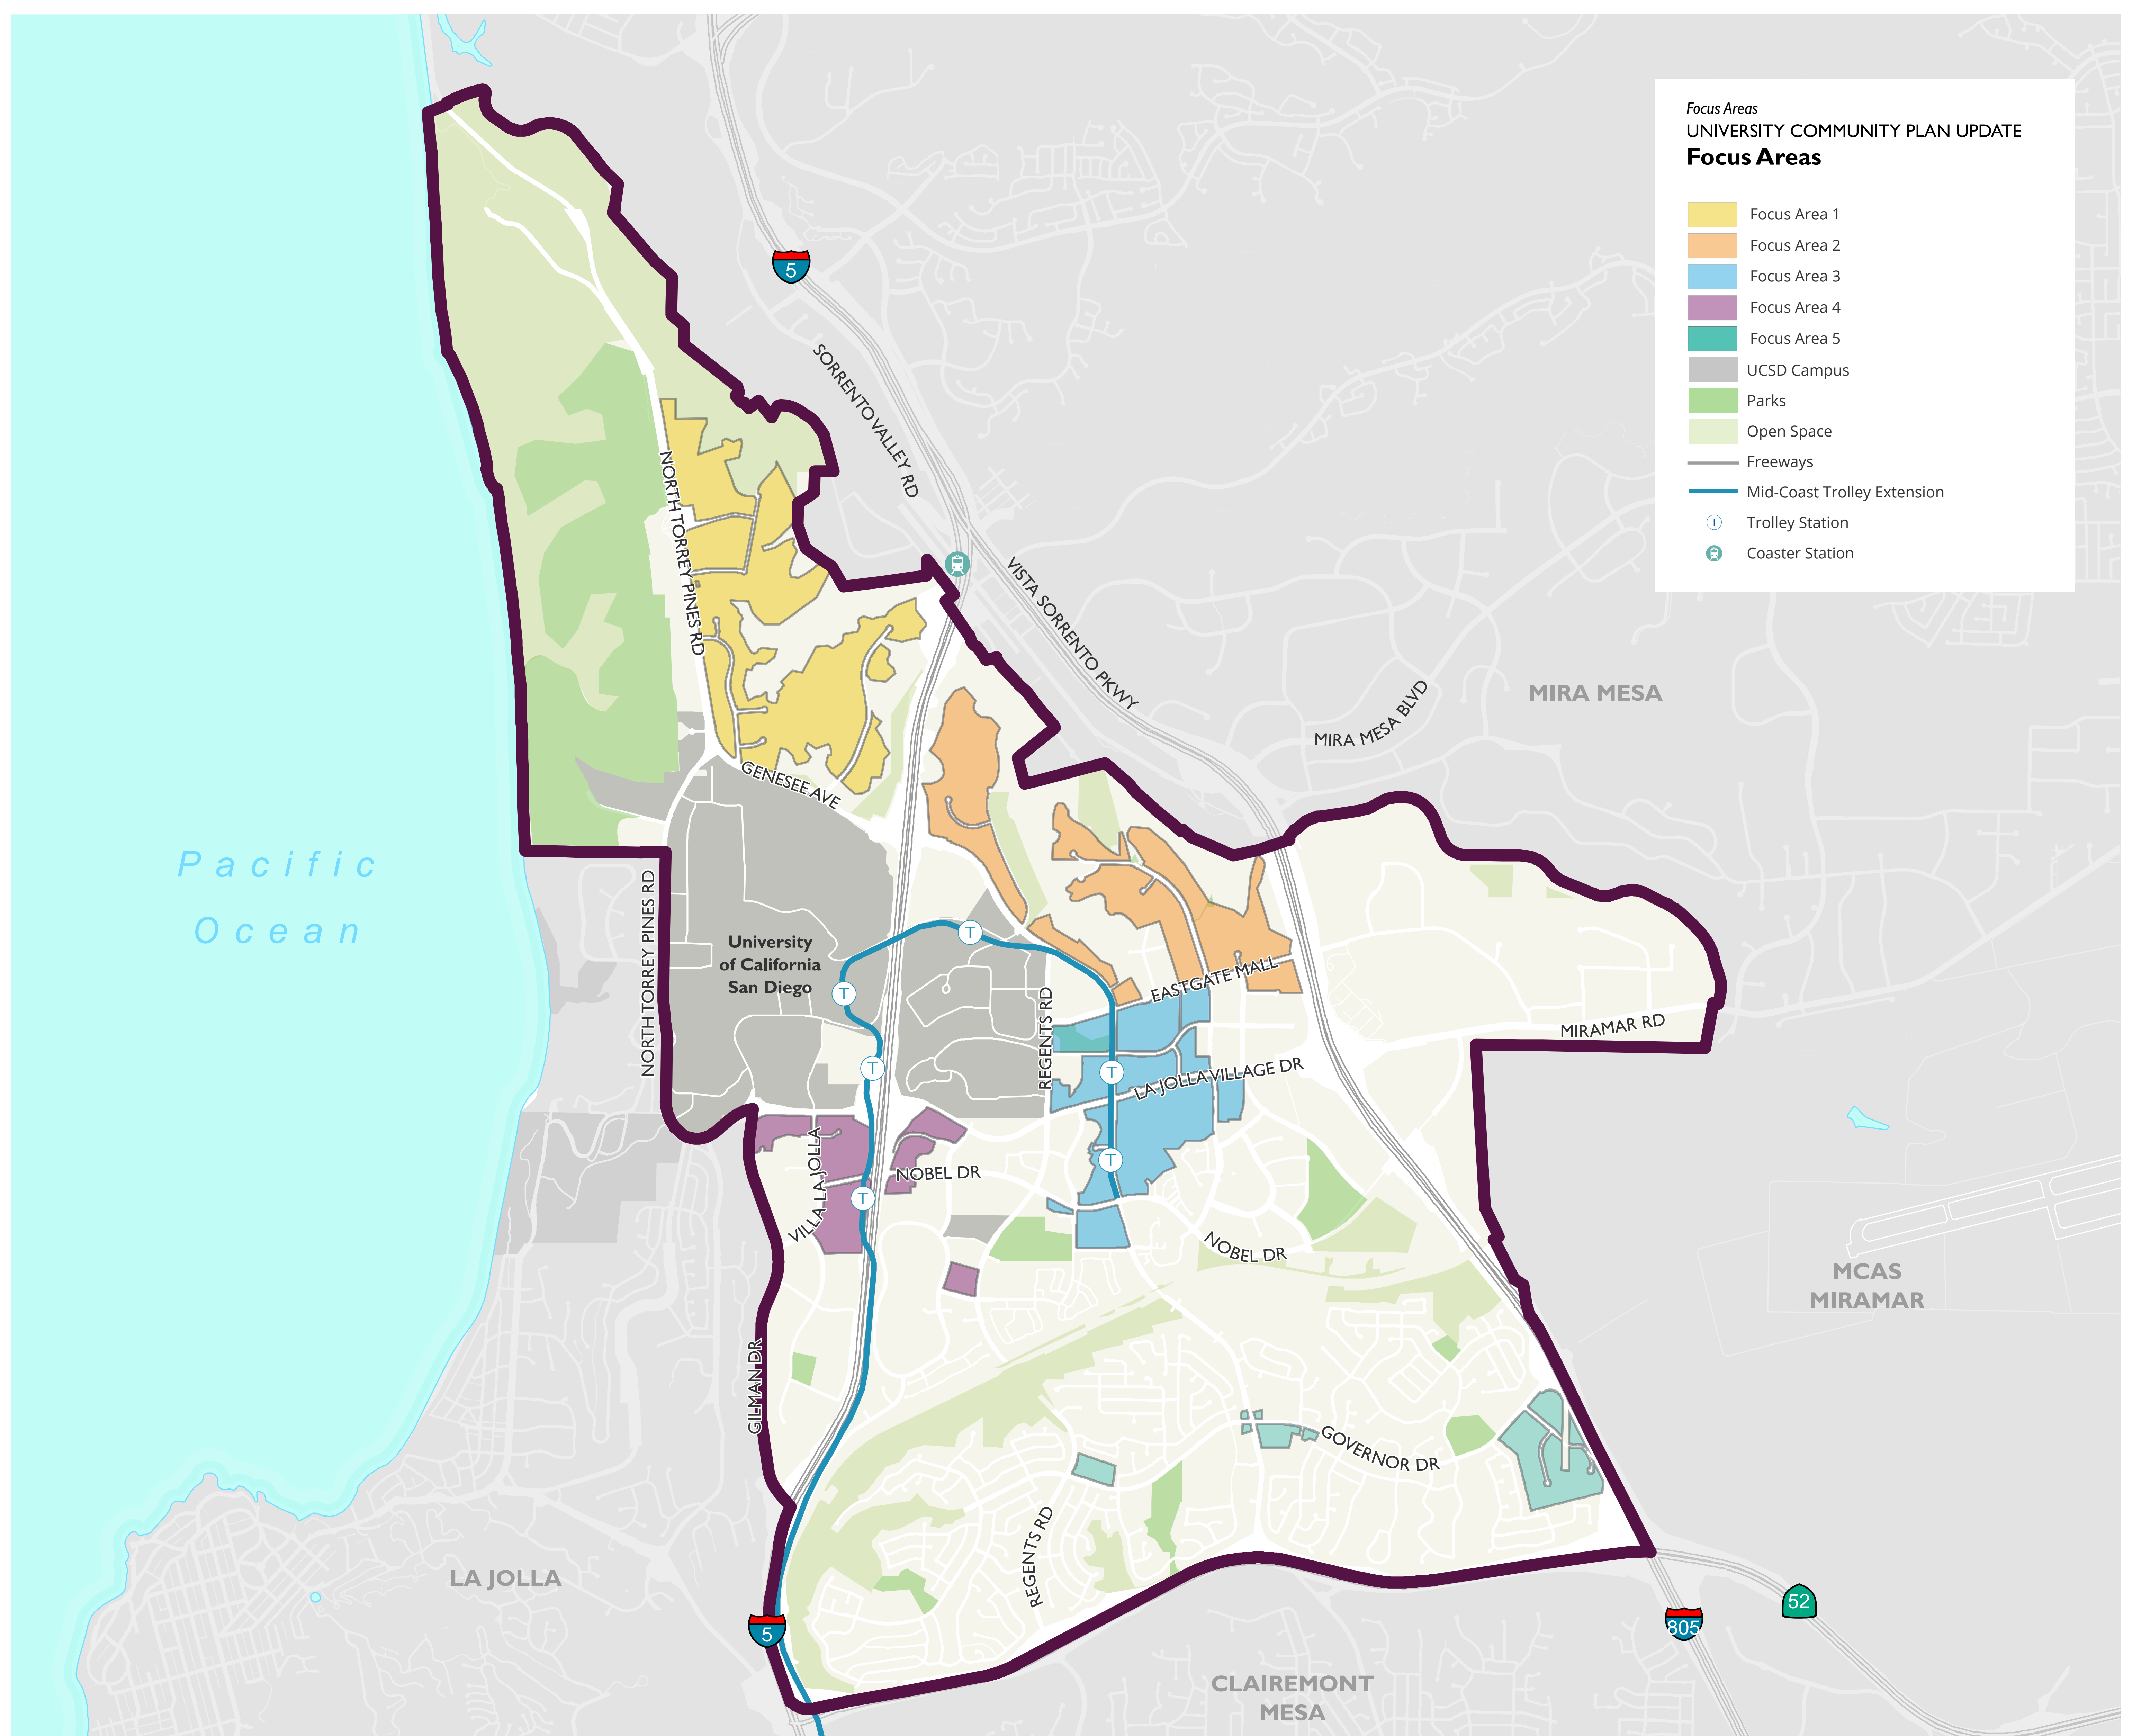 Focus Areas
UNIVERSITY COMMUNITY PLAN UPDATE
Focus Areas
Focus Area 1
Focus Area 2
Focus Area 3
Focus Area 4
Focus Area 5
UCSD Campus
Parks
Open Space
Freeways
Mid-Coast Trolley Extension
T Trolley Station
Coaster Station
5
SORRENTO VALLEY RD
NORTH TORREY PINES RD
VISTA SORRENTO PKWY
MIRA MESA BLVD
MIRA MESA
GENESEE AVE
Pacific
Ocean
NORTH TORREY PINES RD
University
of California
San Diego
T
T
T
T
T
T
EASTGATE MALL
REGENTS RD
MIRAMAR RD
LA JOLLA VILLAGE DR
VILLA LA JOLLA
NOBEL DR
NOBEL DR
MCAS
MIRAMAR
GILMAN DR
GOVERNOR DR
REGENTS RD
LA JOLLA
5
805
52
CLAIREMONT
MESA